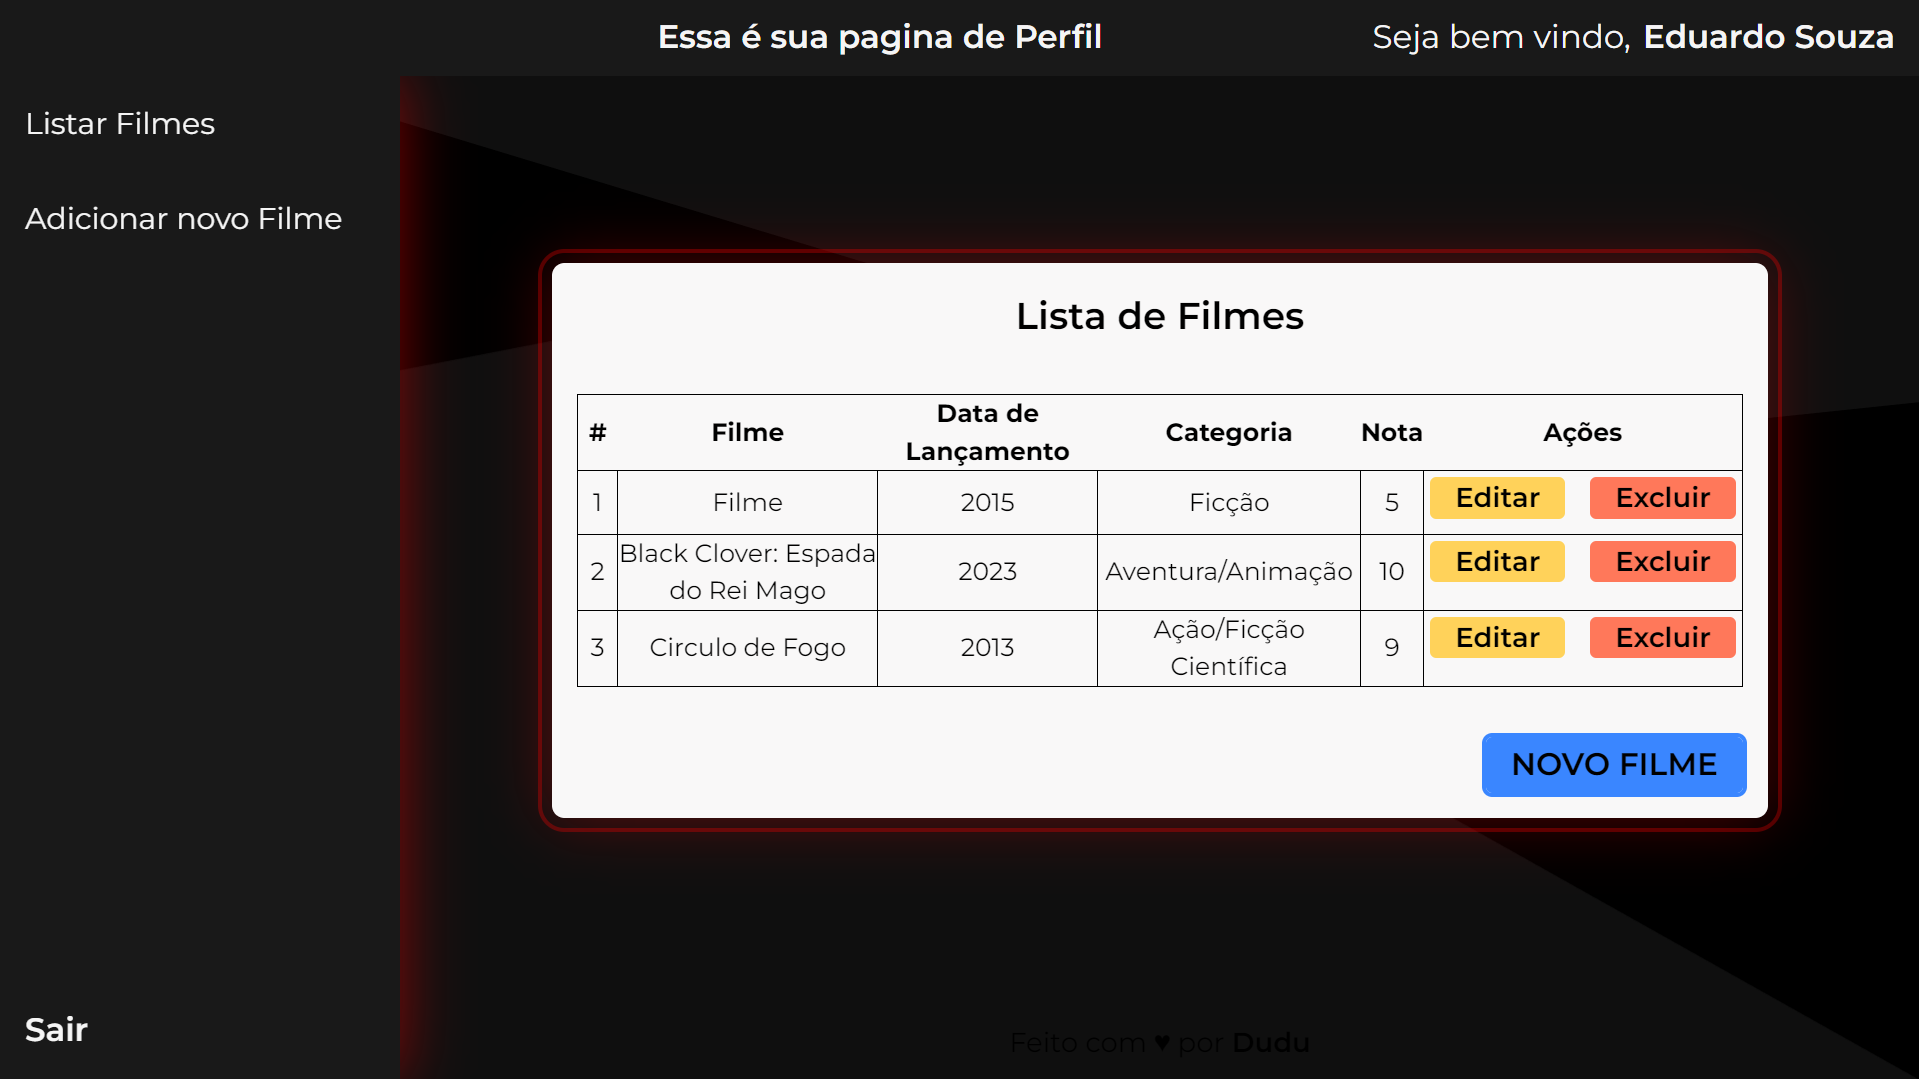 Essa é sua pagina de Perfil
Seja bem vindo, Eduardo Souza
Listar Filmes
Adicionar novo Filme
Sair
Lista de Filmes
# Filme Data de Lançamento Categoria Nota Ações
1 Filme 2015 Ficção 5 Editar Excluir
2 Black Clover: Espada do Rei Mago 2023 Aventura/Animação 10 Editar Excluir
3 Circulo de Fogo 2013 Ação/Ficção Científica 9 Editar Excluir
NOVO FILME
Feito com ♥ por Dudu